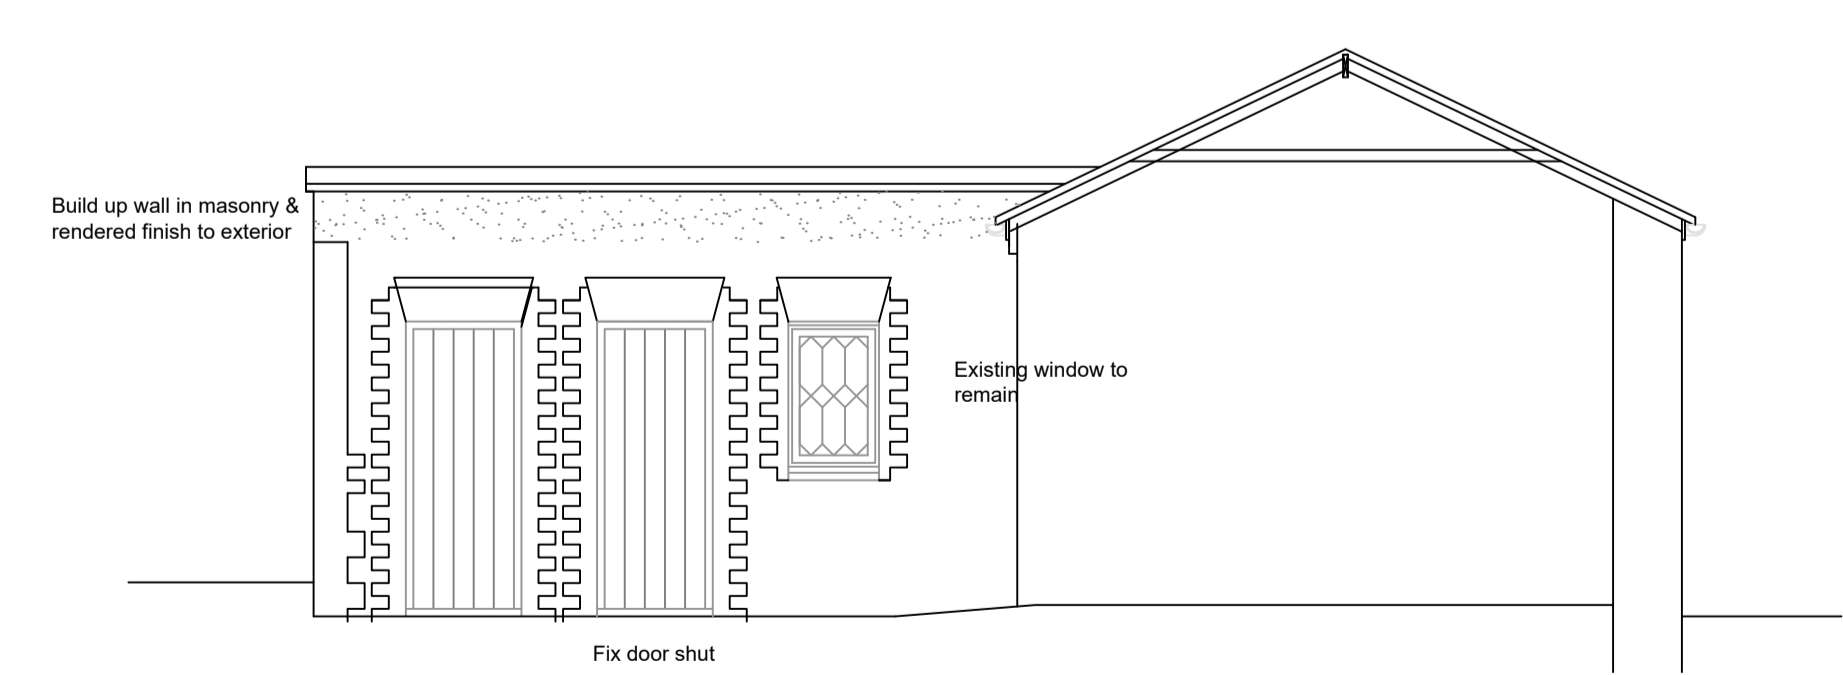 Build up wall in masonry &
rendered finish to exterior
Existing window to
remain
Fix door shut